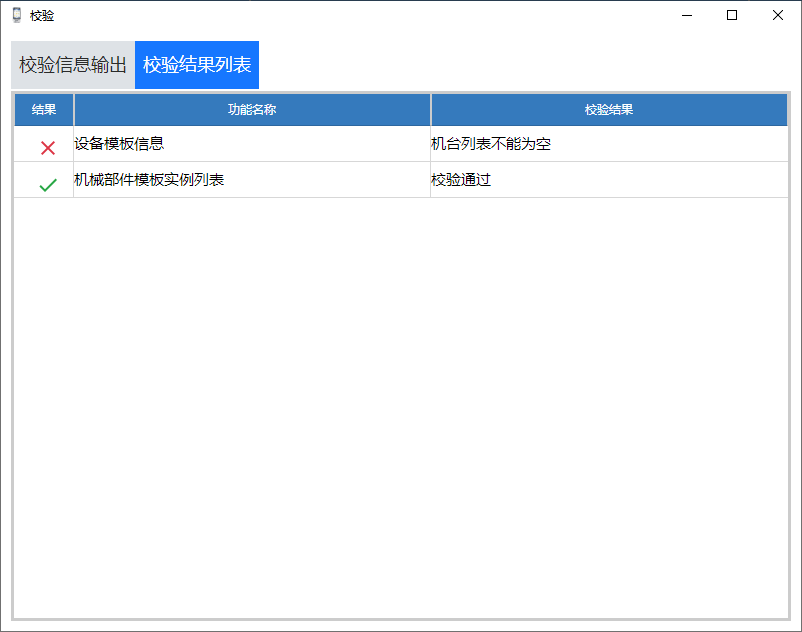 校验
校验信息输出 校验结果列表
结果 功能名称 校验结果
设备模板信息 机台列表不能为空
机械部件模板实例列表 校验通过